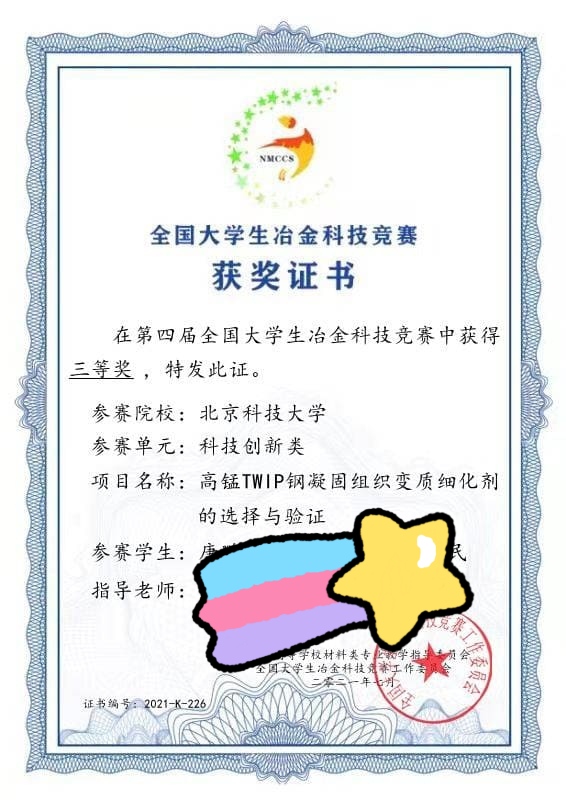 NMCCS
全国大学生冶金科技竞赛
获奖证书
在第四届全国大学生冶金科技竞赛中获得
三等奖，特发此证。
参赛院校：北京科技大学
参赛单元：科技创新类
项目名称：高锰TWIP钢凝固组织变质细化剂
的选择与验证
参赛学生：唐 民
指导老师：
等学校材料类专业教学指导委员会
全国大学生冶金科技竞赛工作委员会
二〇二一年七月
证书编号：2021-K-226